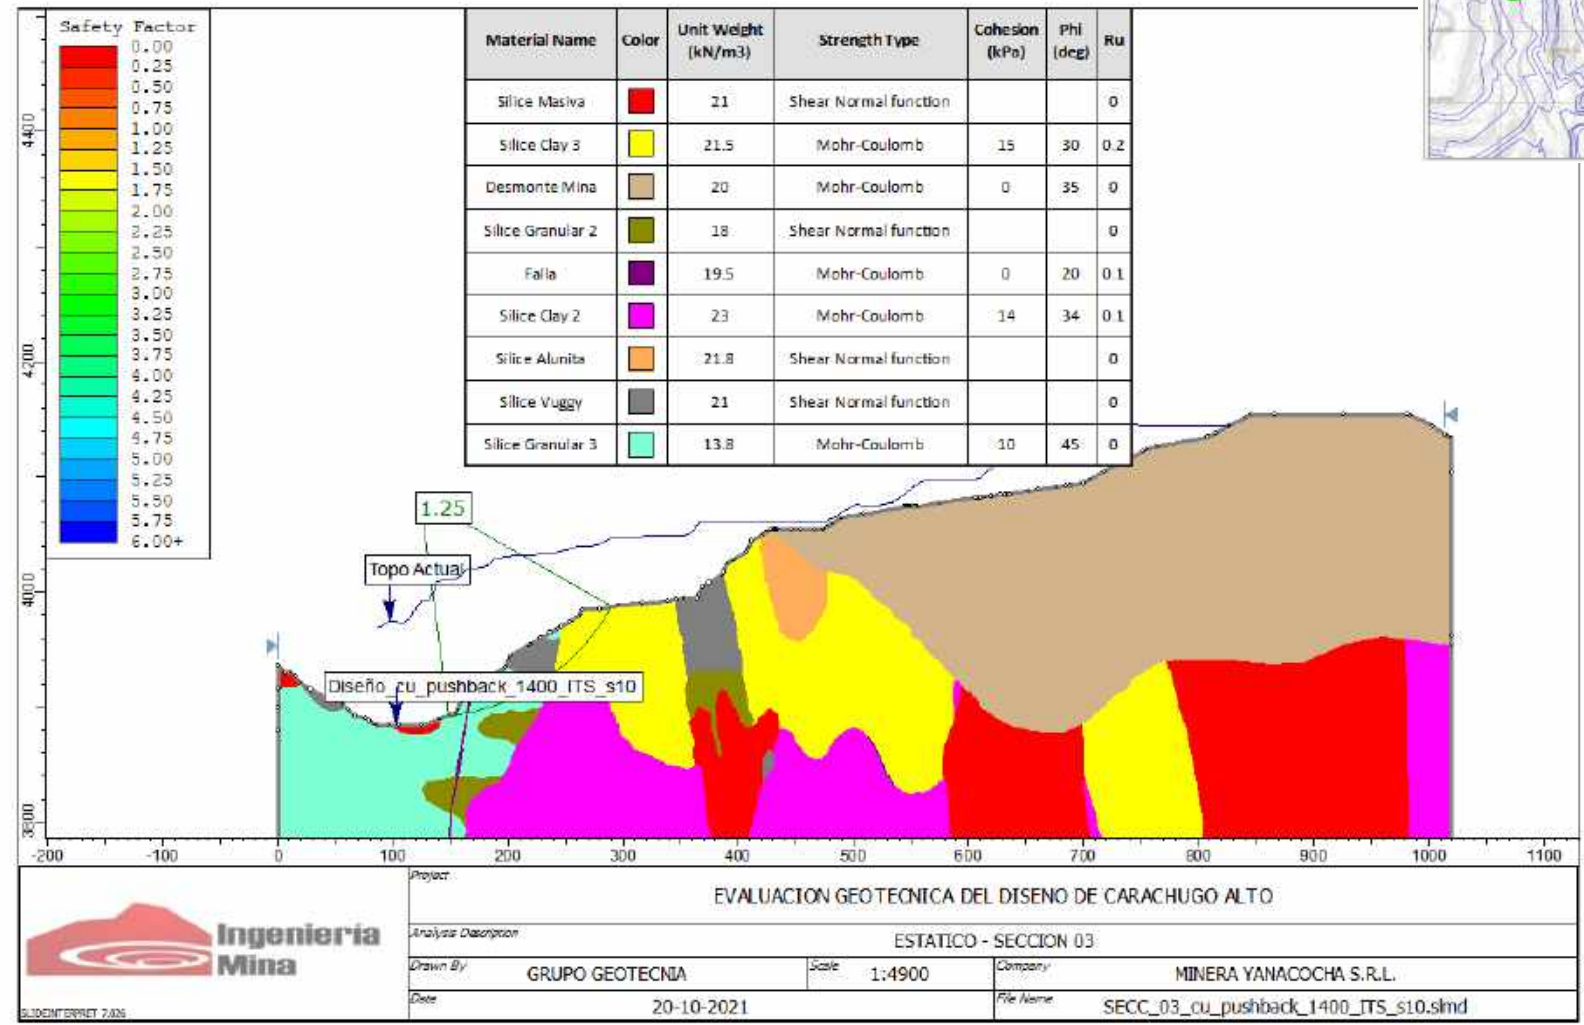 Safety Factor
0.00
0.25
0.50
0.75
1.00
1.25
1.50
1.75
2.00
2.25
2.50
2.75
3.00
3.25
3.50
3.75
4.00
4.25
4.50
4.75
5.00
5.25
5.50
5.75
6.00+
Material Name Color Unit Weight (kN/m3) Strength Type Cohesion (kPa) Phi (deg) Ru
Silice Masiva 21 Shear Normal function 0
Silice Clay 3 21.5 Mohr-Coulomb 15 30 0.2
Desmonte Mina 20 Mohr-Coulomb 0 35 0
Silice Granular 2 18 Shear Normal function 0
Falla 19.5 Mohr-Coulomb 0 20 0.1
Silice Clay 2 23 Mohr-Coulomb 14 34 0.1
Silice Alunita 21.8 Shear Normal function 0
Silice Vuggy 21 Shear Normal function 0
Silice Granular 3 13.8 Mohr-Coulomb 10 45 0
4400
4200
4000
3800
1.25
Topo Actual
Diseño_cu_pushback_1400_ITS_s10
-200 -100 0 100 200 300 400 500 600 700 800 900 1000 1100
Ingeniería
Mina
SLIDEINTERPRET 7.026
Project
EVALUACION GEOTECNICA DEL DISENO DE CARACHUGO ALTO
Analysis Description
ESTATICO - SECCION 03
Drawn By GRUPO GEOTECNIA Scale 1:4900 Company MINERA YANACOCHA S.R.L.
Date 20-10-2021 File Name SECC_03_cu_pushback_1400_ITS_s10.slmd